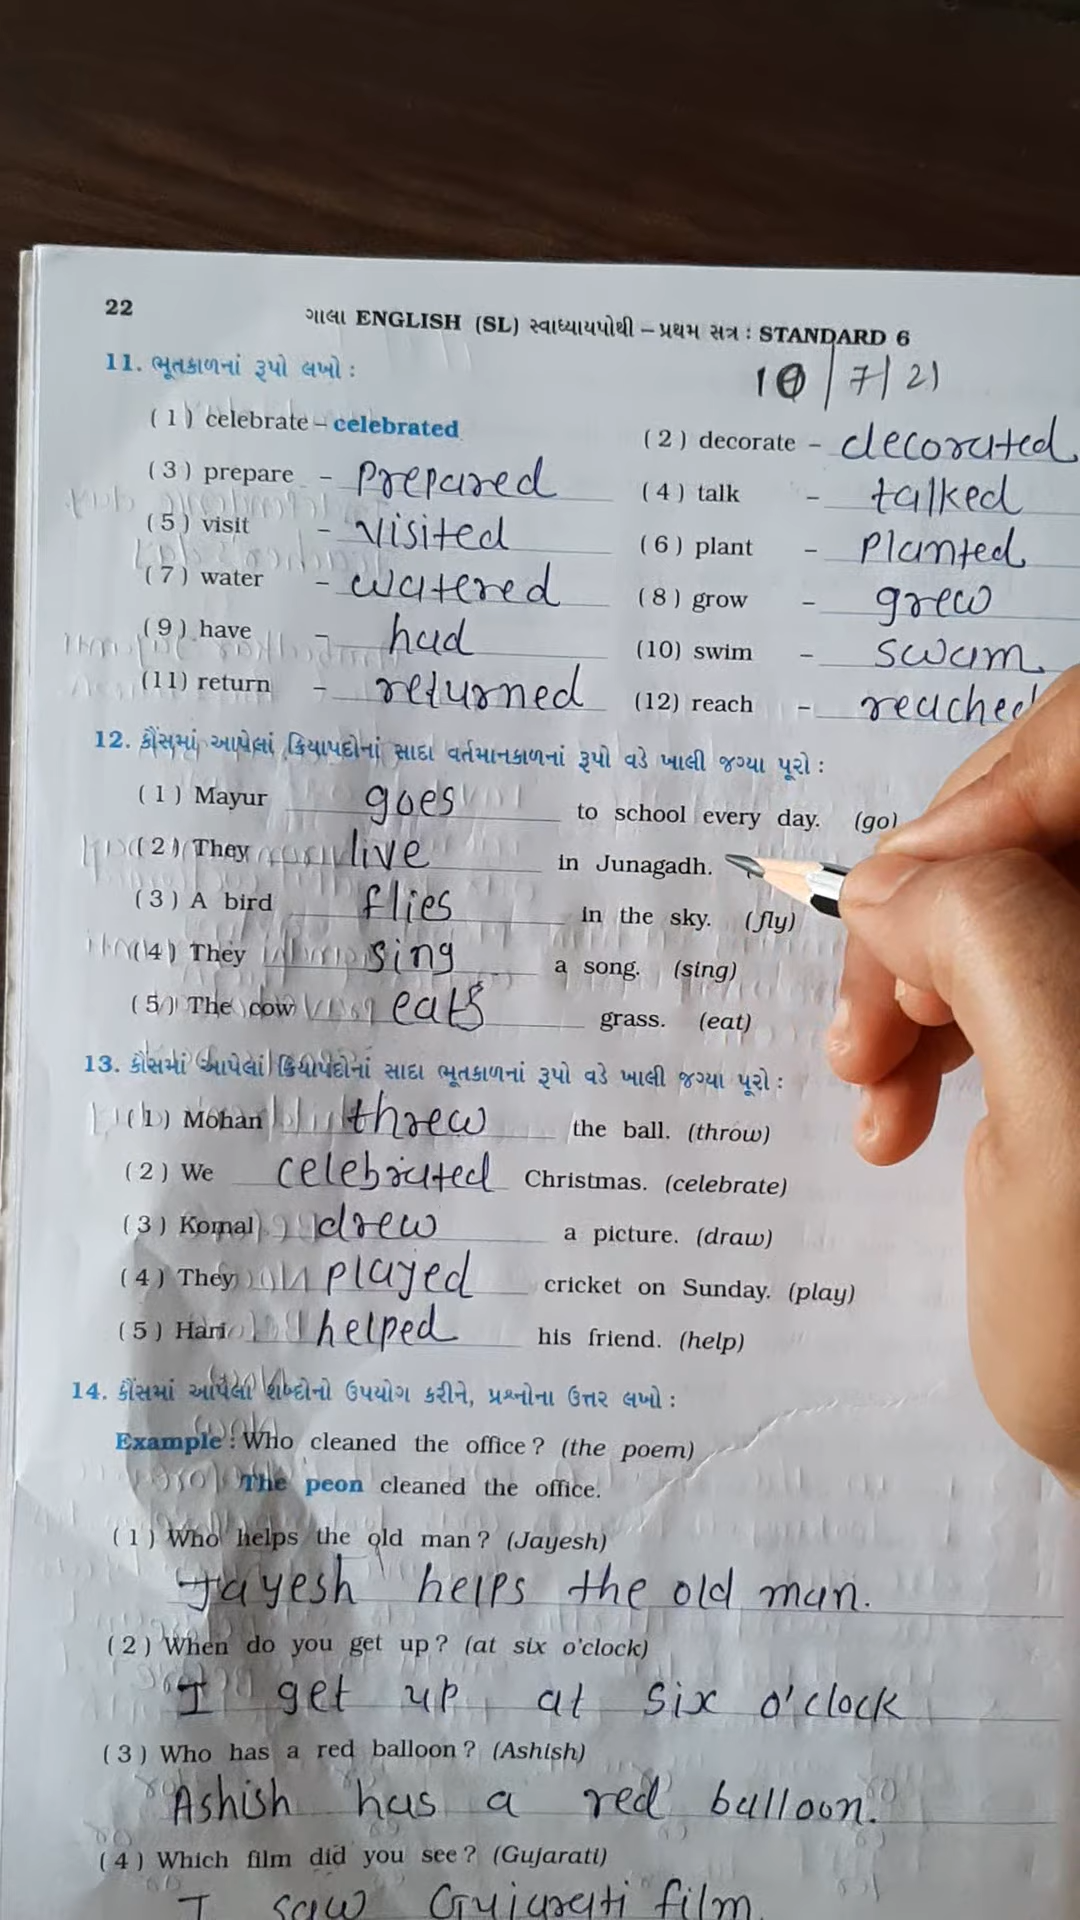 22
ગાલા ENGLISH (SL) સ્વાધ્યાયપોથી – પ્રથમ સત્ર : STANDARD 6
10/7/21
11. ભૂતકાળનાં રૂપો લખો :
(1) celebrate – celebrated
(2) decorate – decorated
(3) prepare – prepared
(4) talk – talked
(5) visit – visited
(6) plant – planted
(7) water – watered
(8) grow – grew
(9) have – had
(10) swim – swam
(11) return – returned
(12) reach – reached
12. કૌંસમાં આપેલાં ક્રિયાપદોનાં સાદા વર્તમાનકાળનાં રૂપો વડે ખાલી જગ્યા પૂરો :
(1) Mayur goes to school every day. (go)
(2) They live in Junagadh.
(3) A bird flies in the sky. (fly)
(4) They sing a song. (sing)
(5) The cow eats grass. (eat)
13. કૌંસમાં આપેલાં ક્રિયાપદોનાં સાદા ભૂતકાળનાં રૂપો વડે ખાલી જગ્યા પૂરો :
(1) Mohan threw the ball. (throw)
(2) We celebrated Christmas. (celebrate)
(3) Komal drew a picture. (draw)
(4) They played cricket on Sunday. (play)
(5) Hari helped his friend. (help)
14. કૌંસમાં આપેલા શબ્દોનો ઉપયોગ કરીને, પ્રશ્નોના ઉત્તર લખો :
Example : Who cleaned the office? (the poem)
The peon cleaned the office.
(1) Who helps the old man? (Jayesh)
Jayesh helps the old man.
(2) When do you get up? (at six o'clock)
I get up at six o'clock
(3) Who has a red balloon? (Ashish)
Ashish has a red balloon.
(4) Which film did you see? (Gujarati)
I saw Gujarati film.